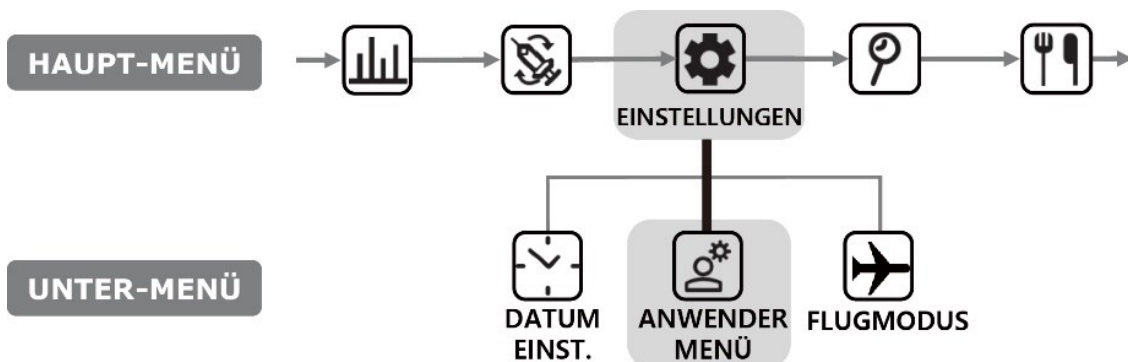 HAUPT-MENÜ
EINSTELLUNGEN
UNTER-MENÜ
DATUM
EINST.
ANWENDER
MENÜ
FLUGMODUS